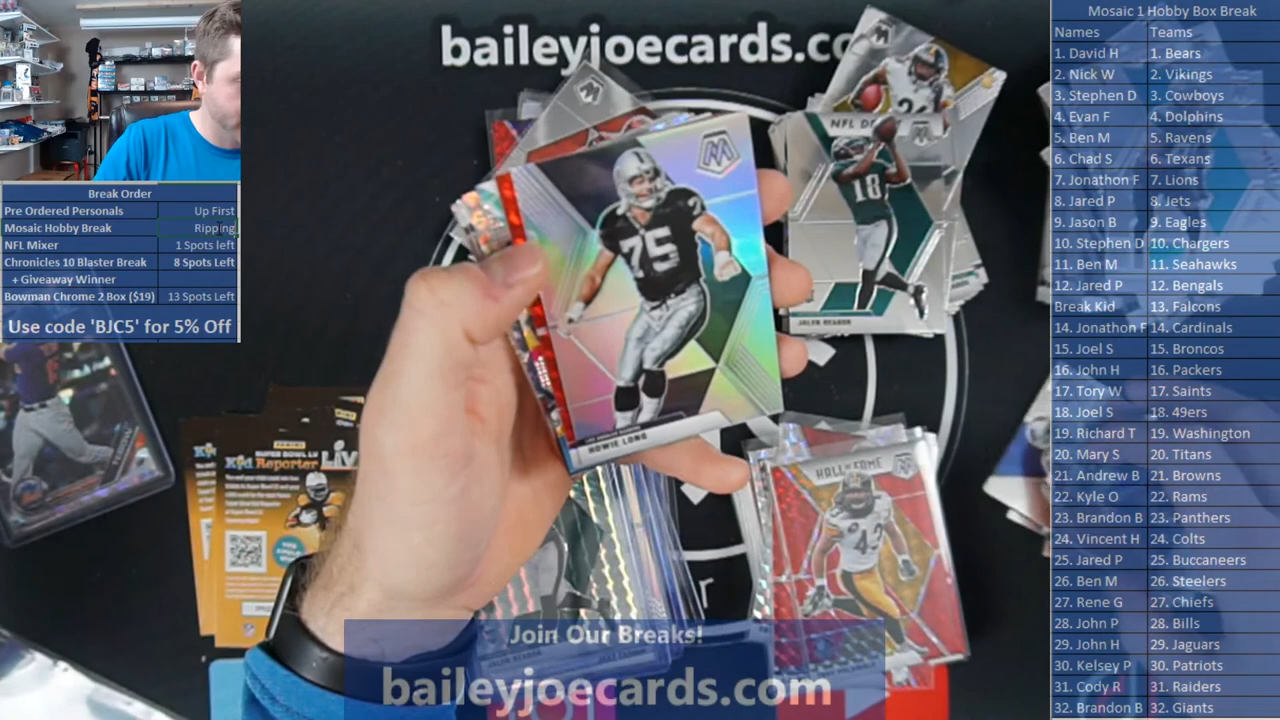 baileyjoecards.co
Break Order
Pre Ordered Personals Up First
Mosaic Hobby Break Ripping
NFL Mixer 1 Spots left
Chronicles 10 Blaster Break 8 Spots Left
+ Giveaway Winner
Bowman Chrome 2 Box ($19) 13 Spots Left
Use code 'BJC5' for 5% Off
NFL DE
18
JALEN REAGOR
75
HOWIE LONG
PANINI
SUPER BOWL LV
Kid Reporter LIV
HALL OF FAME
43
JALEN REAGOR
Join Our Breaks!
baileyjoecards.com
Mosaic 1 Hobby Box Break
Names Teams
1. David H 1. Bears
2. Nick W 2. Vikings
3. Stephen D 3. Cowboys
4. Evan F 4. Dolphins
5. Ben M 5. Ravens
6. Chad S 6. Texans
7. Jonathon F 7. Lions
8. Jared P 8. Jets
9. Jason B 9. Eagles
10. Stephen D 10. Chargers
11. Ben M 11. Seahawks
12. Jared P 12. Bengals
Break Kid 13. Falcons
14. Jonathon F 14. Cardinals
15. Joel S 15. Broncos
16. John H 16. Packers
17. Tory W 17. Saints
18. Joel S 18. 49ers
19. Richard T 19. Washington
20. Mary S 20. Titans
21. Andrew B 21. Browns
22. Kyle O 22. Rams
23. Brandon B 23. Panthers
24. Vincent H 24. Colts
25. Jared P 25. Buccaneers
26. Ben M 26. Steelers
27. Rene G 27. Chiefs
28. John P 28. Bills
29. John H 29. Jaguars
30. Kelsey P 30. Patriots
31. Cody R 31. Raiders
32. Brandon B 32. Giants